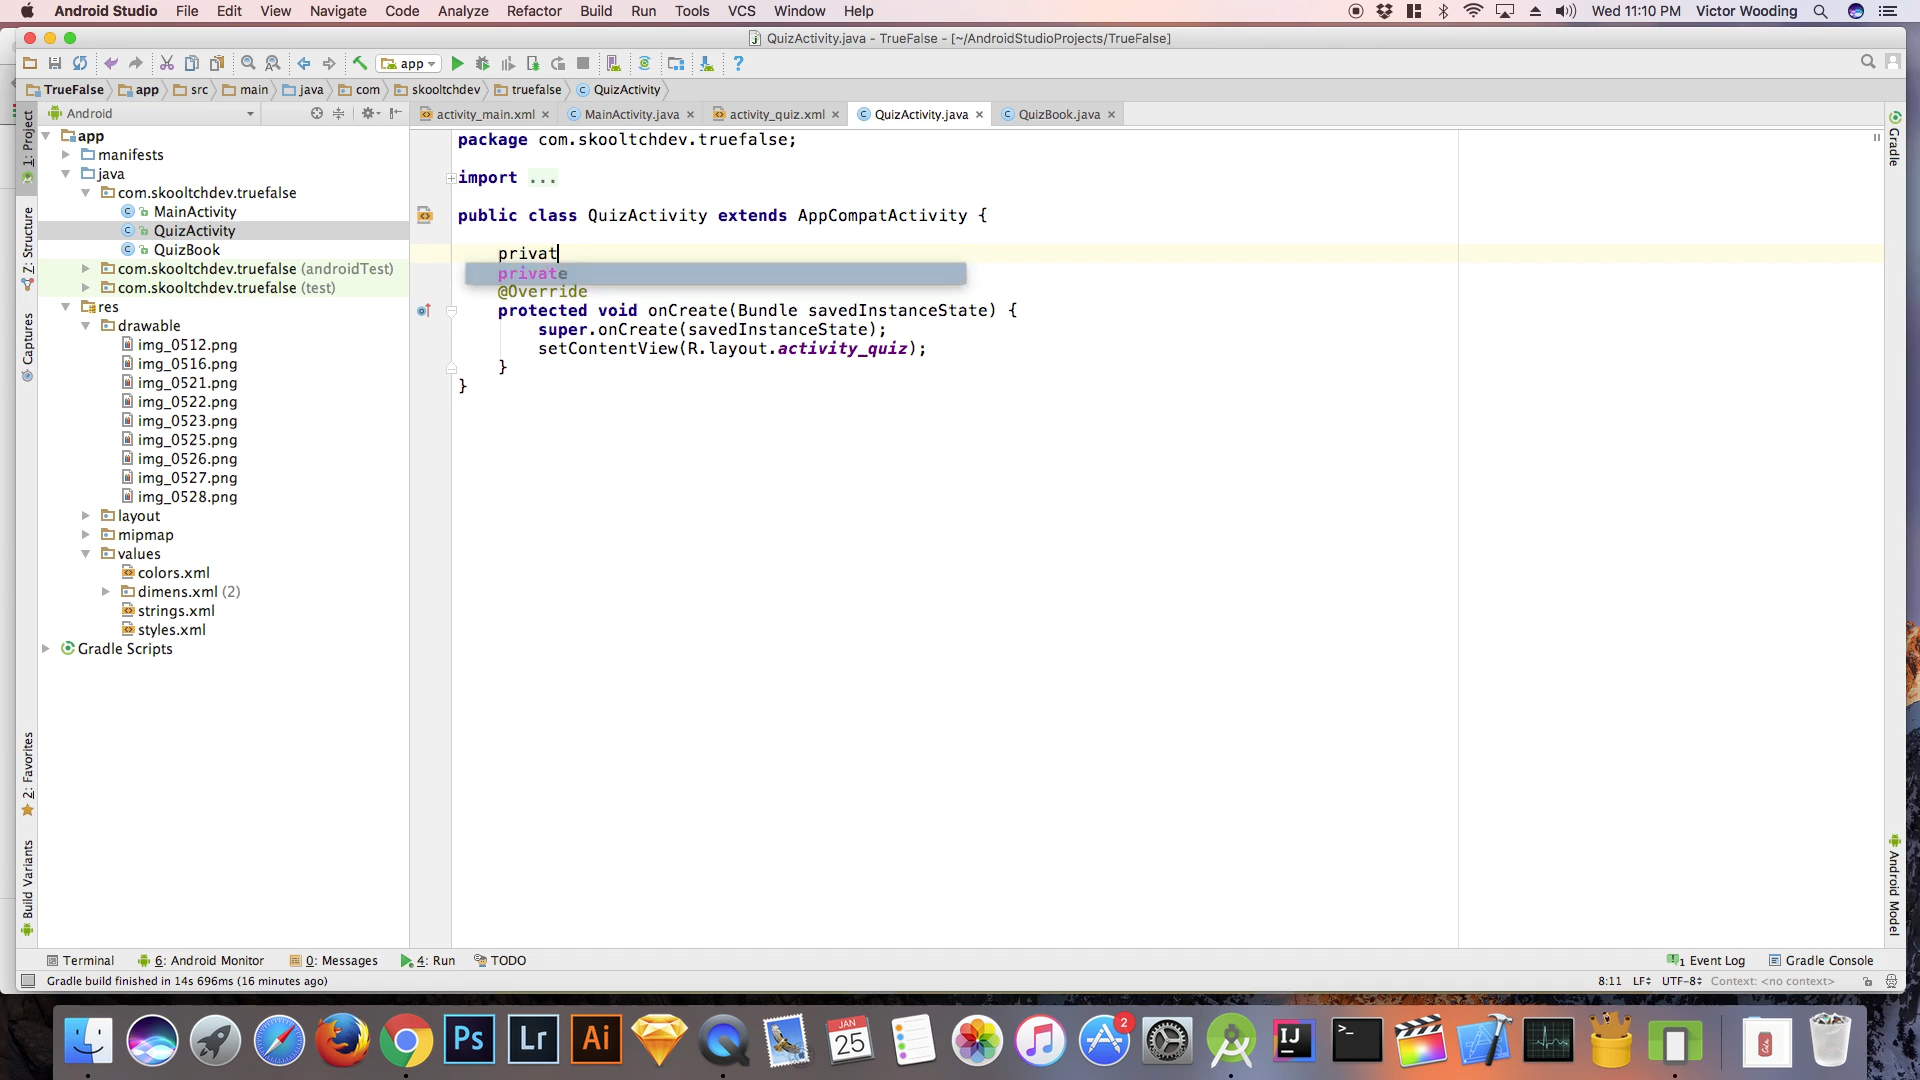 Android Studio File Edit View Navigate Code Analyze Refactor Build Run Tools VCS Window Help Wed 11:10 PM Victor Wooding
QuizActivity.java - TrueFalse - [~/AndroidStudioProjects/TrueFalse]
app
TrueFalse app src main java com skooltchdev truefalse QuizActivity
Android
activity_main.xml MainActivity.java activity_quiz.xml QuizActivity.java QuizBook.java
1: Project
Z: Structure
Captures
2: Favorites
Build Variants
app
manifests
java
com.skooltchdev.truefalse
MainActivity
QuizActivity
QuizBook
com.skooltchdev.truefalse (androidTest)
com.skooltchdev.truefalse (test)
res
drawable
img_0512.png
img_0516.png
img_0521.png
img_0522.png
img_0523.png
img_0525.png
img_0526.png
img_0527.png
img_0528.png
layout
mipmap
values
colors.xml
dimens.xml (2)
strings.xml
styles.xml
Gradle Scripts
package com.skooltchdev.truefalse;
import ...
public class QuizActivity extends AppCompatActivity {
privat
private
@Override
protected void onCreate(Bundle savedInstanceState) {
super.onCreate(savedInstanceState);
setContentView(R.layout.activity_quiz);
}
}
Gradle
Android Model
Terminal 6: Android Monitor 0: Messages 4: Run TODO 1 Event Log Gradle Console
Gradle build finished in 14s 696ms (16 minutes ago) 8:11 LF UTF-8 Context: <no context>
Ps Lr Ai JAN 25 2 IJ >_